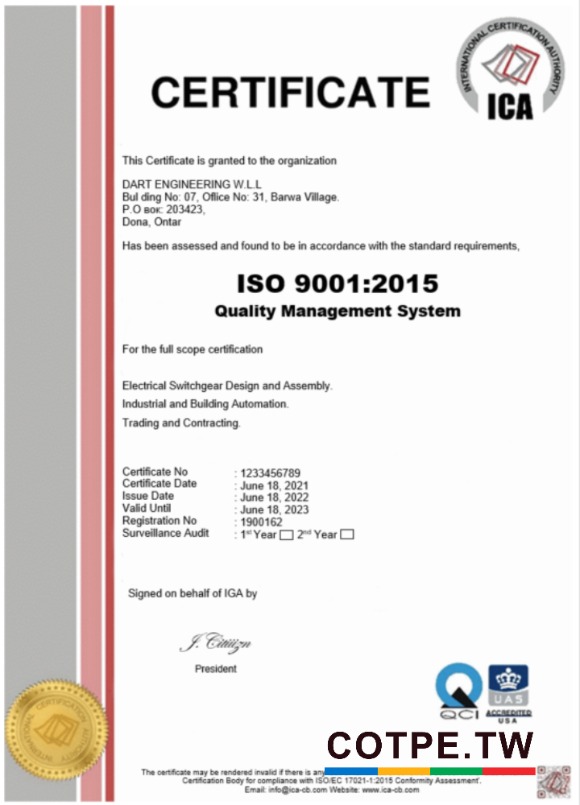 INTERNATIONAL CERTIFICATION AUTHORITY
ICA
CERTIFICATE
This Certificate is granted to the organization
DART ENGINEERING W.L.L
Bul ding No: 07, Office No: 31, Barwa Village.
P.O вок: 203423,
Dona, Ontar
Has been assessed and found to be in accordance with the standard requirements,
ISO 9001:2015
Quality Management System
For the full scope certification
Electrical Switchgear Design and Assembly.
Industrial and Building Automation.
Trading and Contracting.
Certificate No : 1233456789
Certificate Date : June 18, 2021
Issue Date : June 18, 2022
Valid Until : June 18, 2023
Registration No : 1900162
Surveillance Audit : 1st Year 2nd Year
Signed on behalf of IGA by
J. Citiiizn
President
QCI
UAS
ACCREDITED
USA
COTPE.TW
The certificate may be rendered invalid if there is any
Certification Body for compliance with ISO/EC 17021-1:2015 Conformity Assessment.
Email: info@ica-cb.com Website: www.ica-cb.com